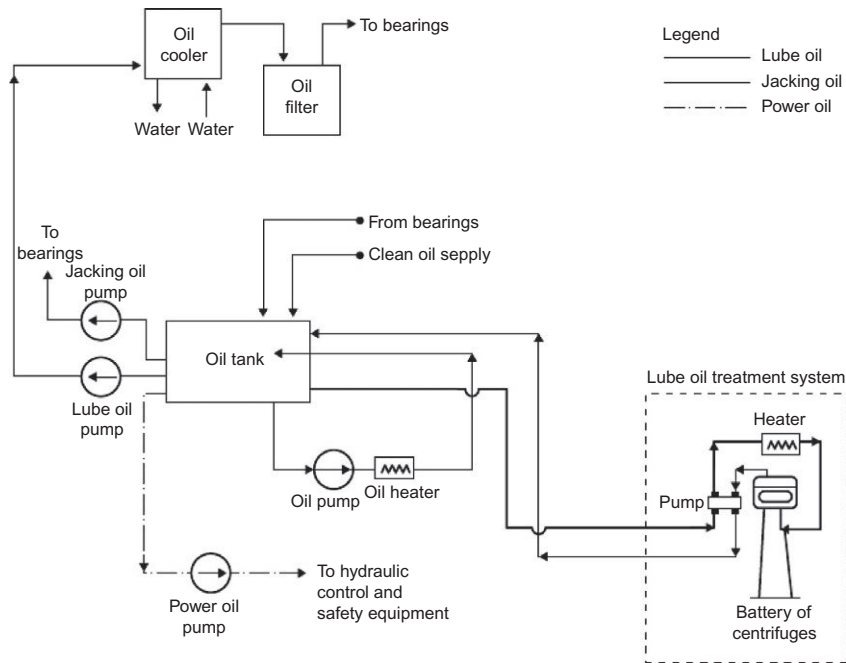 Oil
cooler
To bearings
Oil
filter
Water
Water
Legend
Lube oil
Jacking oil
Power oil
From bearings
Clean oil sepply
To
bearings
Jacking oil
pump
Oil tank
Lube oil
pump
Oil pump
Oil heater
Power oil
pump
To hydraulic
control and
safety equipment
Lube oil treatment system
Heater
Pump
Battery of
centrifuges